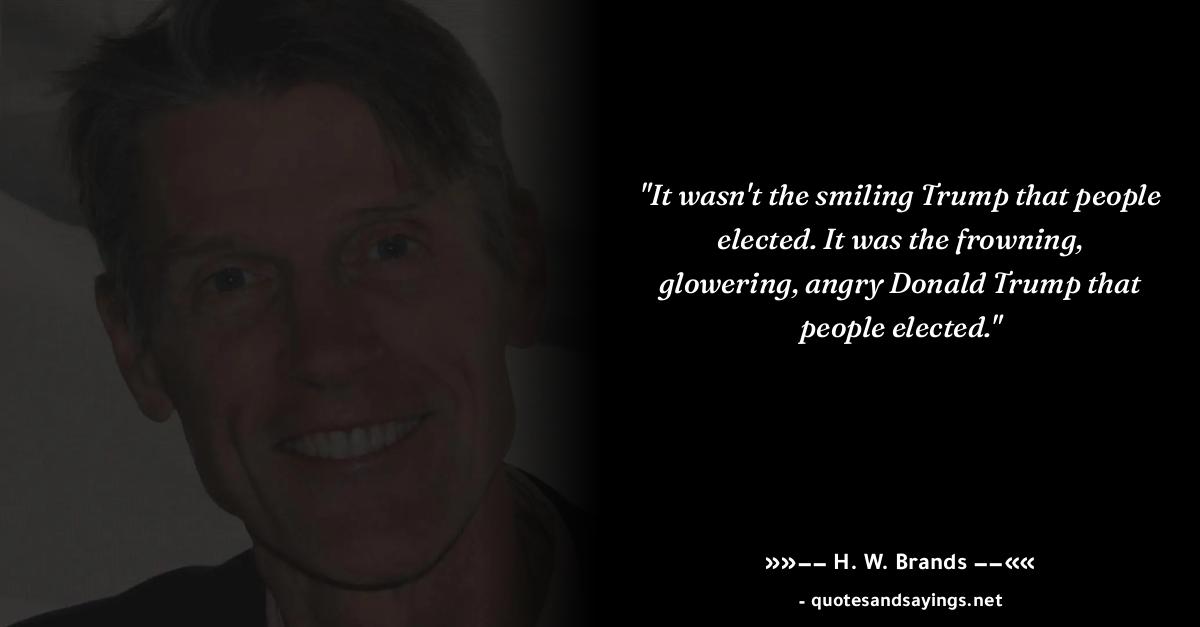 "It wasn't the smiling Trump that people
elected. It was the frowning,
glowering, angry Donald Trump that
people elected."
»»−− H. W. Brands −−««
- quotesandsayings.net